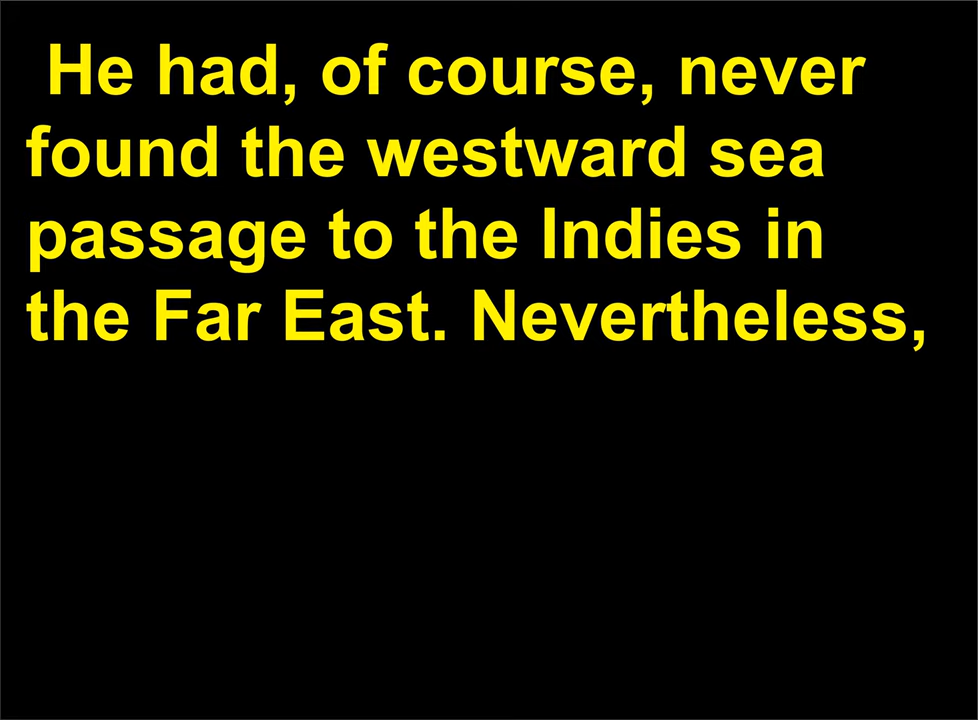 He had, of course, never
found the westward sea
passage to the Indies in
the Far East. Nevertheless,